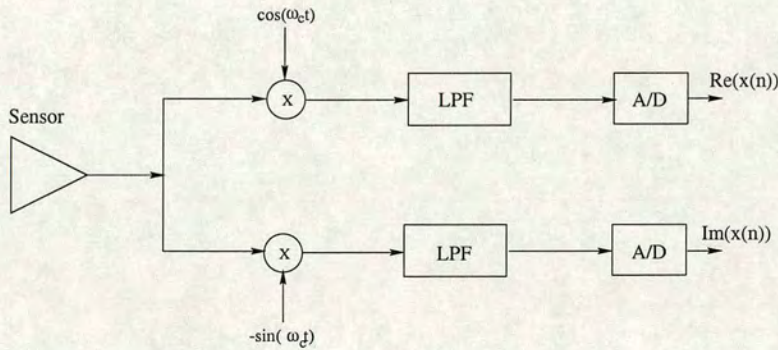 cos(ω_c t)
Re(x(n))
X
LPF
A/D
Sensor
Im(x(n))
X
LPF
A/D
-sin( ω_c t)